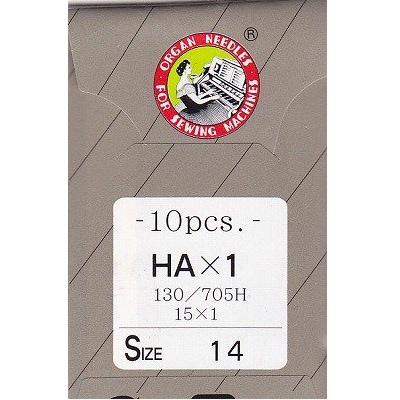 ®
ORGAN NEEDLES
FOR SEWING MACHINES
-10pcs.-
HA×1
130/705H
15×1
SIZE 14